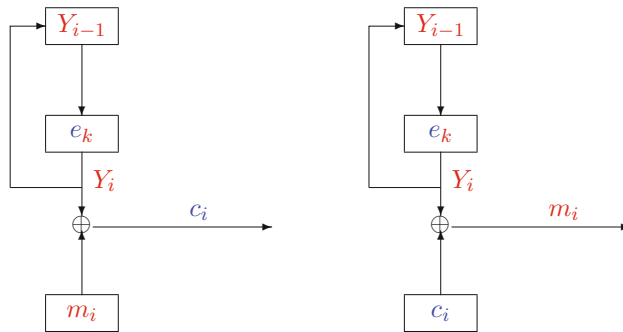 Y_{i−1} Y_{i−1}
e_k e_k
Y_i Y_i
c_i m_i
m_i c_i